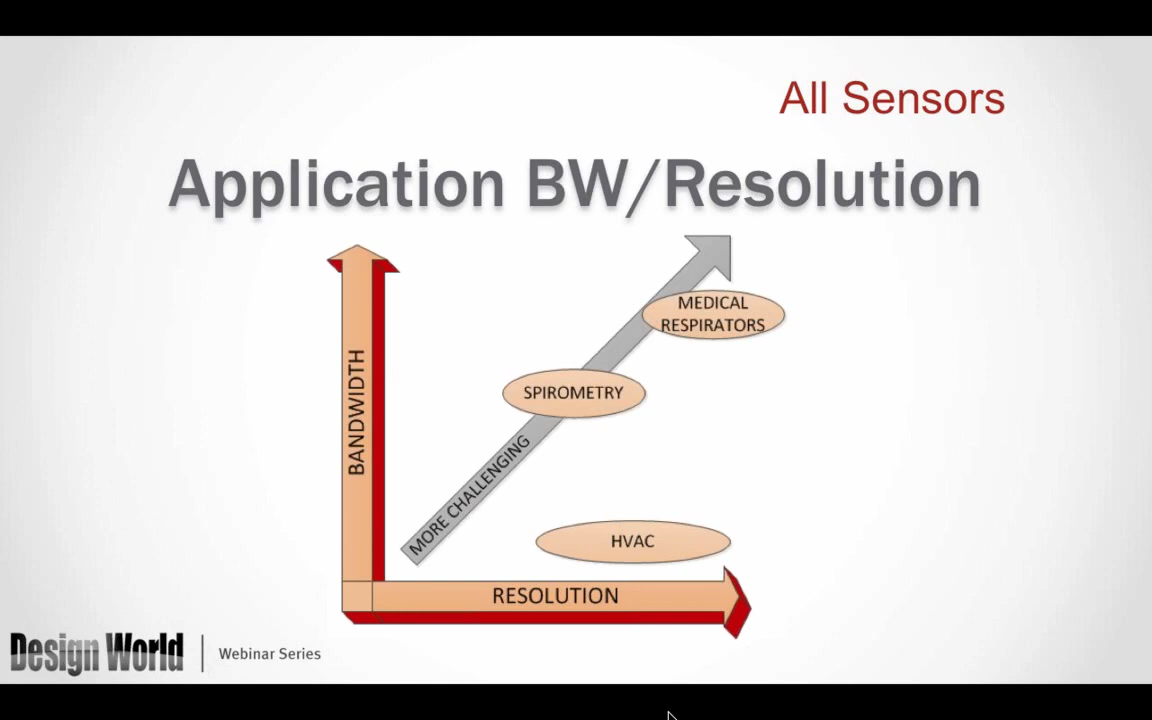 All Sensors
Application BW/Resolution
MEDICAL
RESPIRATORS
SPIROMETRY
BANDWIDTH
MORE CHALLENGING
HVAC
RESOLUTION
Design World
Webinar Series